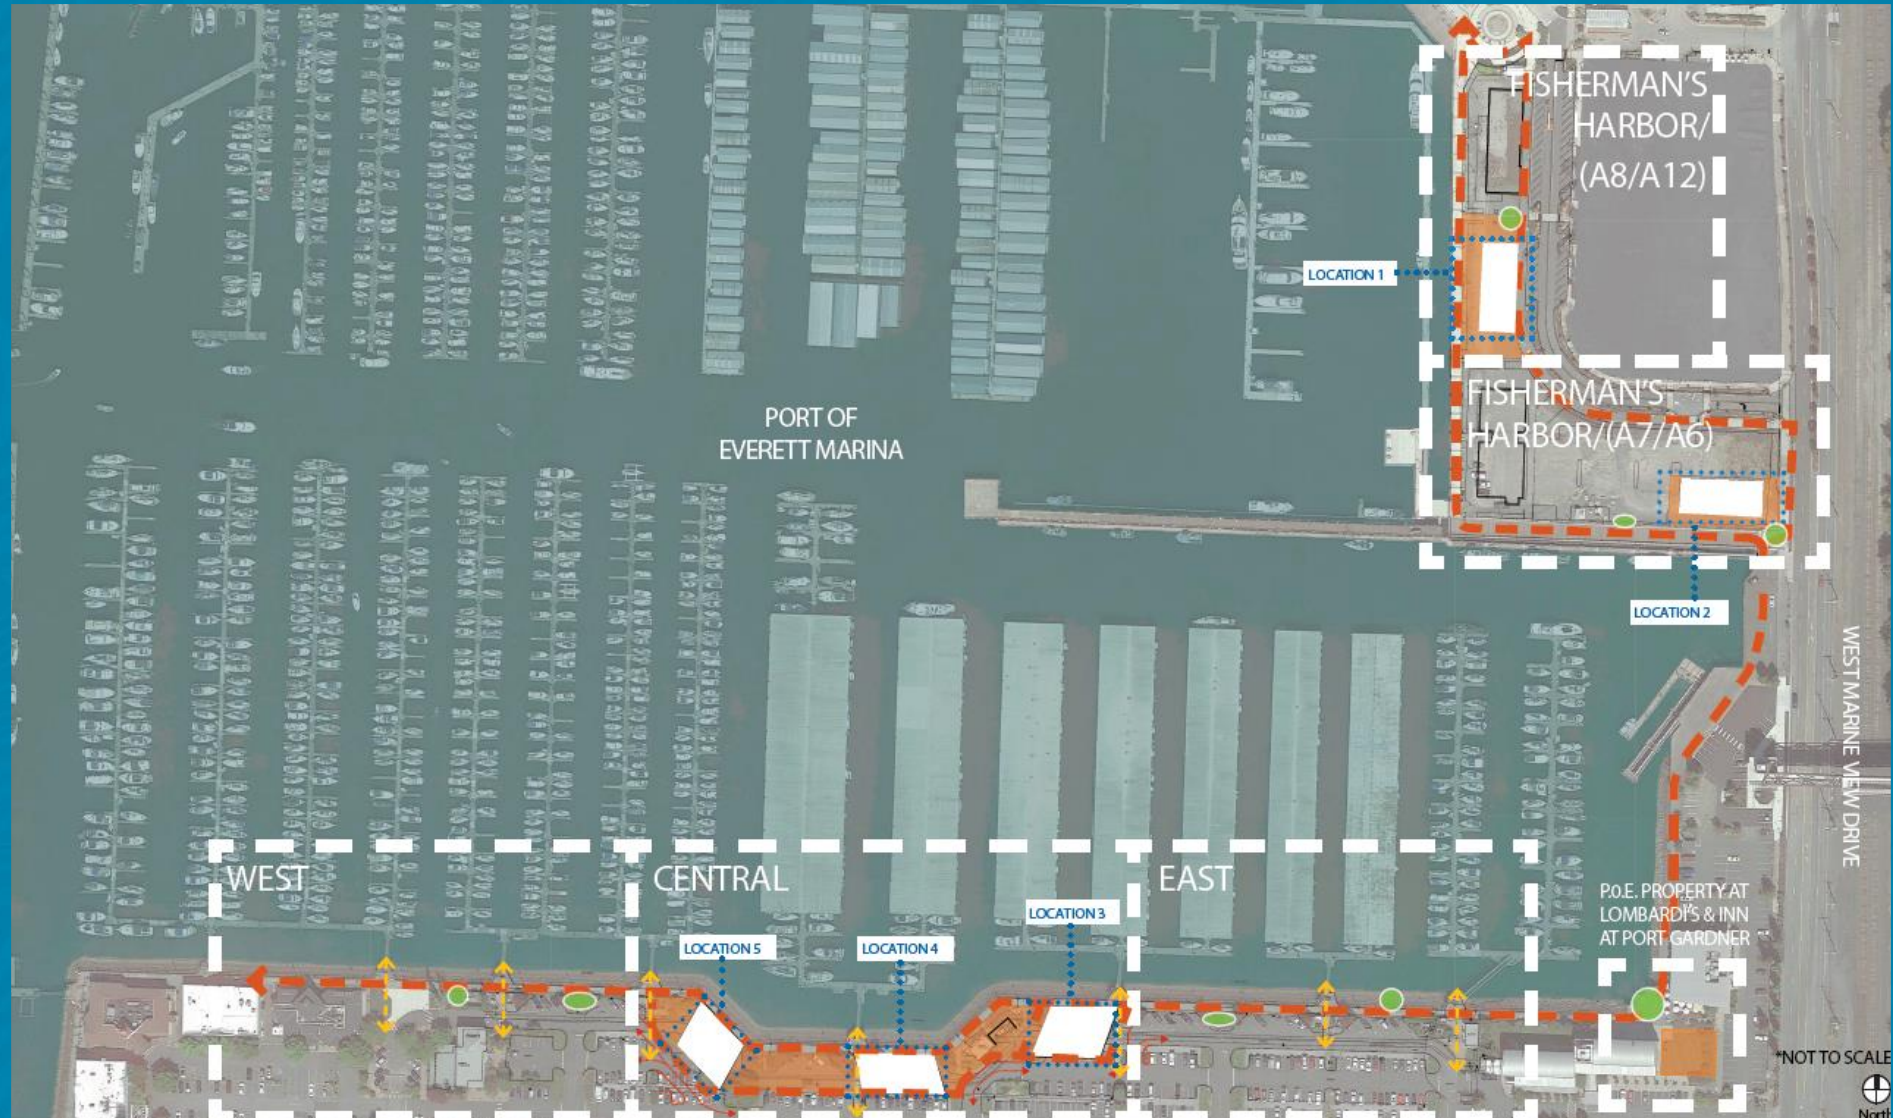 FISHERMAN'S
HARBOR/
(A8/A12)
LOCATION 1
FISHERMAN'S
HARBOR/(A7/A6)
PORT OF
EVERETT MARINA
LOCATION 2
WEST MARINE VIEW DRIVE
WEST
CENTRAL
EAST
P.O.E. PROPERTY AT
LOMBARDI'S & INN
AT PORT GARDNER
LOCATION 3
LOCATION 5
LOCATION 4
*NOT TO SCALE
North